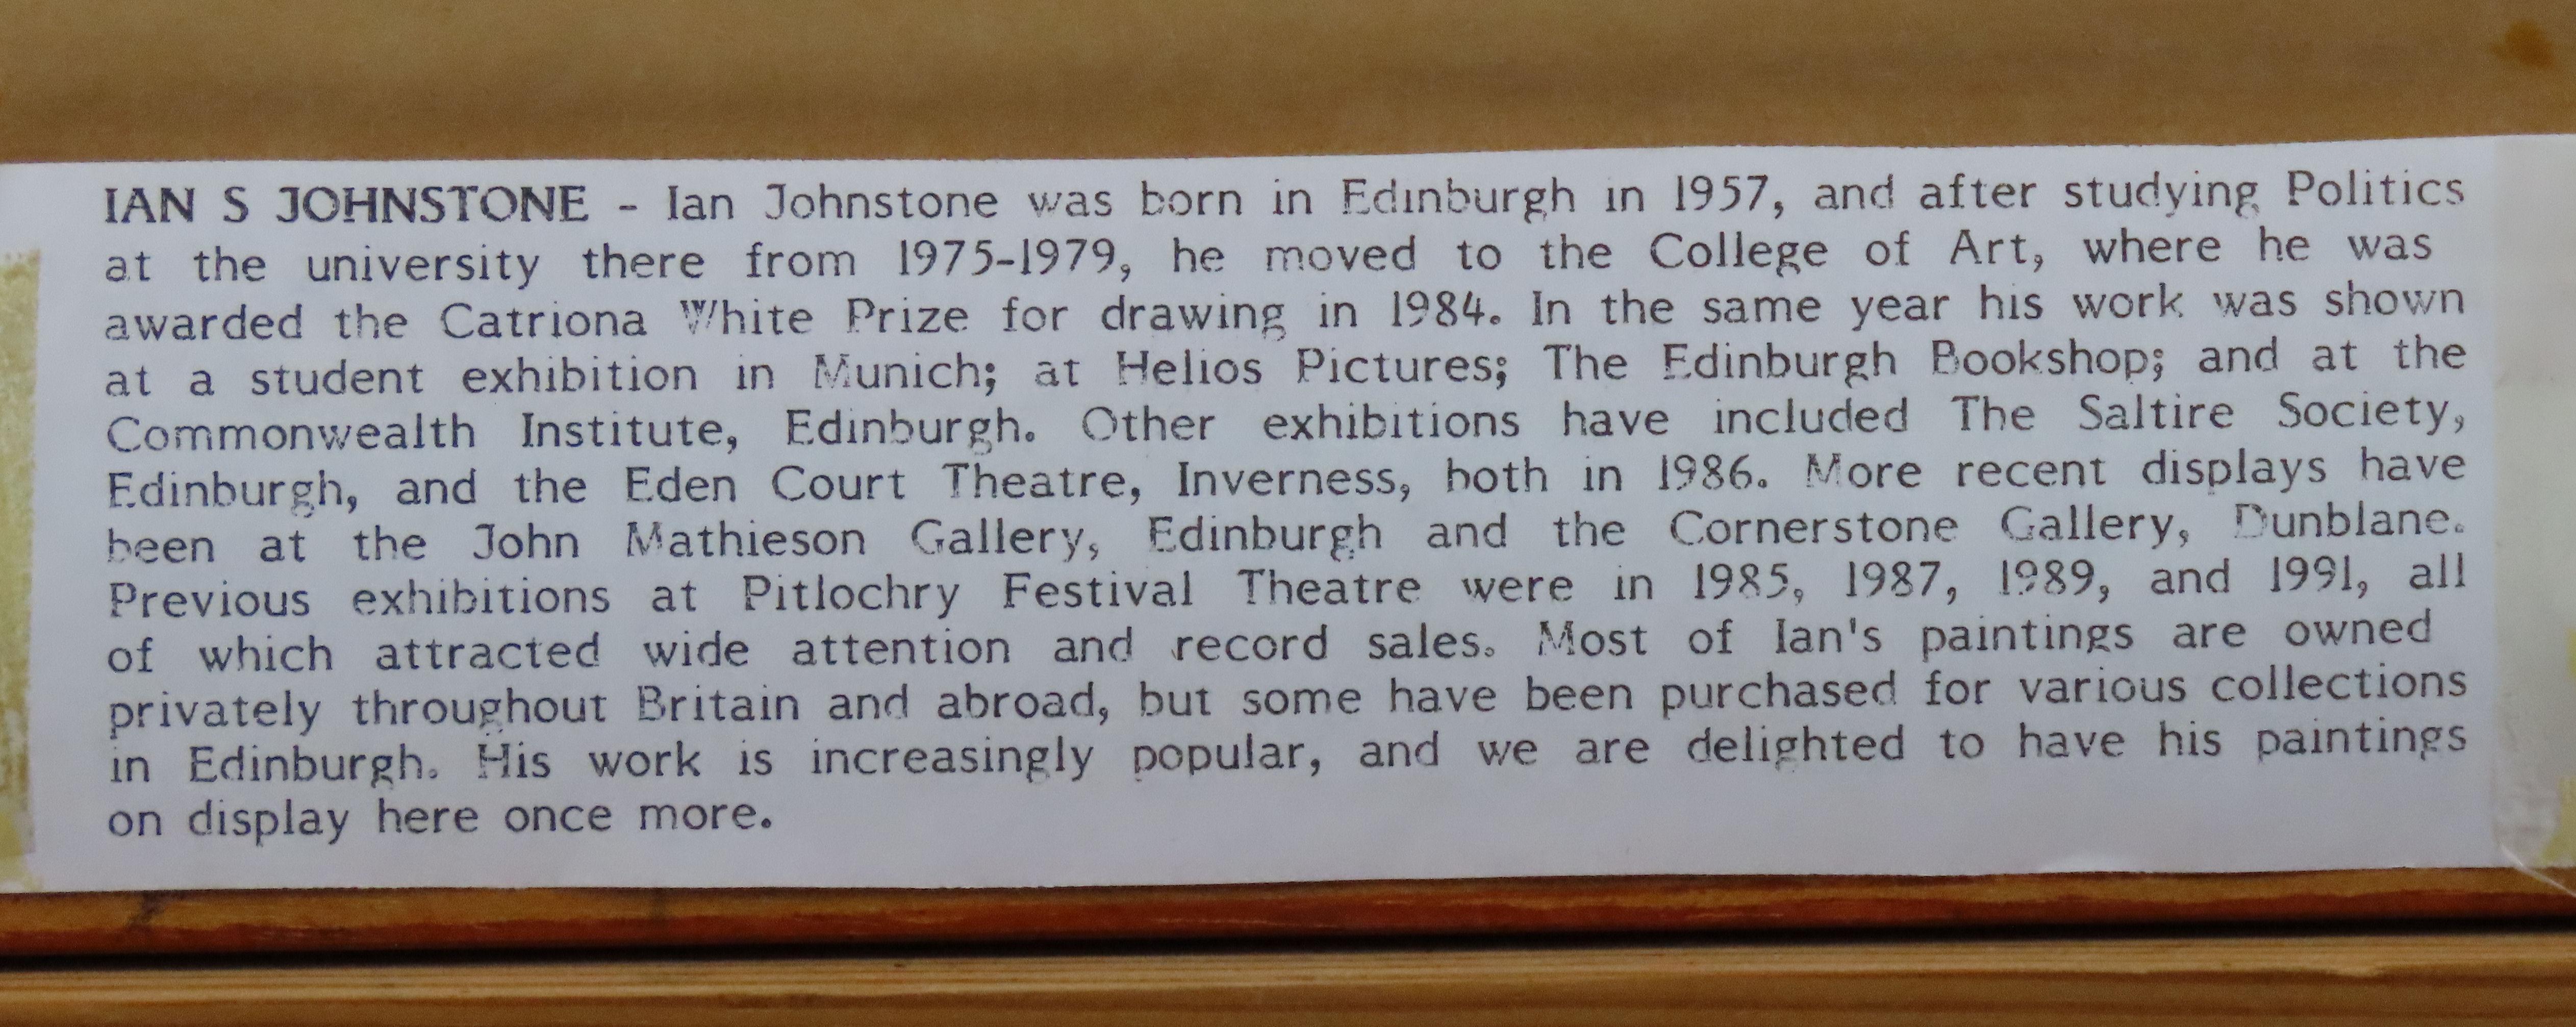 IAN S JOHNSTONE - Ian Johnstone was born in Edinburgh in 1957, and after studying Politics
at the university there from 1975-1979, he moved to the College of Art, where he was
awarded the Catriona White Prize for drawing in 1984. In the same year his work was shown
at a student exhibition in Munich; at Helios Pictures; The Edinburgh Bookshop; and at the
Commonwealth Institute, Edinburgh. Other exhibitions have included The Saltire Society,
Edinburgh, and the Eden Court Theatre, Inverness, both in 1986. More recent displays have
been at the John Mathieson Gallery, Edinburgh and the Cornerstone Gallery, Dunblane.
Previous exhibitions at Pitlochry Festival Theatre were in 1985, 1987, 1989, and 1991, all
of which attracted wide attention and record sales. Most of Ian's paintings are owned
privately throughout Britain and abroad, but some have been purchased for various collections
in Edinburgh. His work is increasingly popular, and we are delighted to have his paintings
on display here once more.